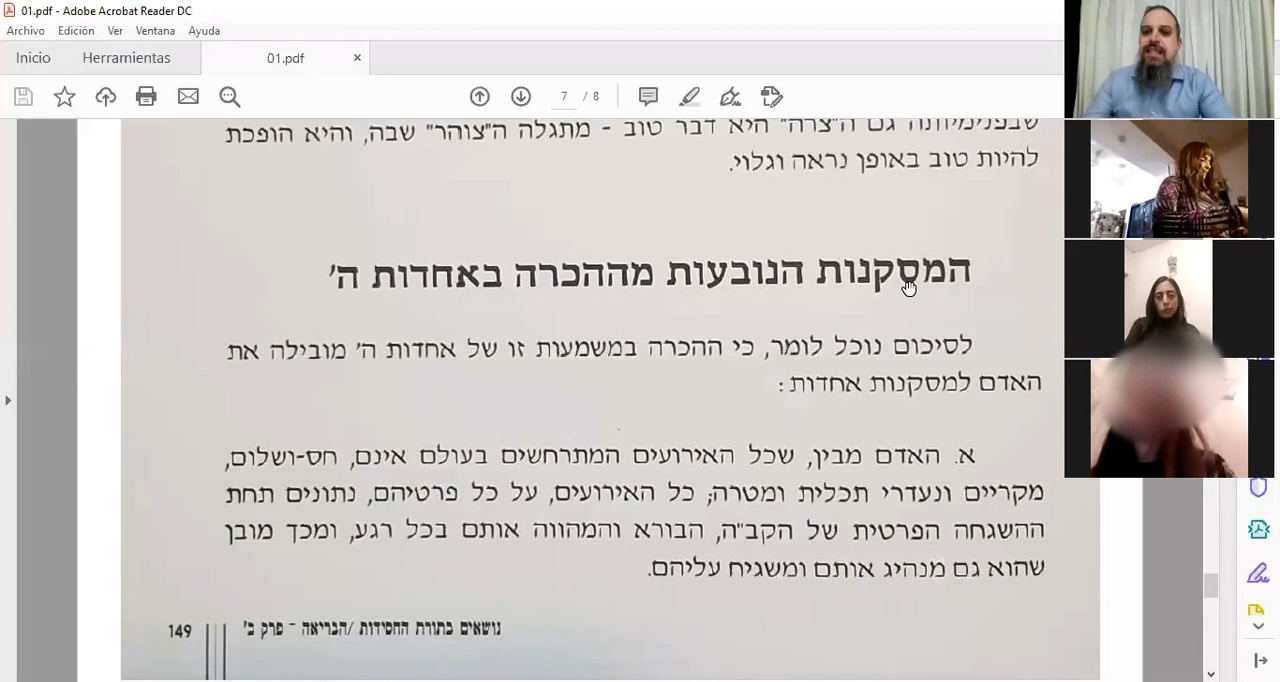 01.pdf - Adobe Acrobat Reader DC
Archivo Edición Ver Ventana Ayuda
Inicio Herramientas 01.pdf ×
7 / 8
שבפנימיותה גם ה"צרה" היא דבר טוב - מתגלה ה"צוהר" שבה, והיא הופכת
להיות טוב באופן נראה וגלוי.
המסקנות הנובעות מההכרה באחדות ה'
לסיכום נוכל לומר, כי ההכרה במשמעות זו של אחדות ה' מובילה את
האדם למסקנות אחדות:
א. האדם מבין, שכל האירועים המתרחשים בעולם אינם, חס-ושלום,
מקריים ונעדרי תכלית ומטרה; כל האירועים, על כל פרטיהם, נתונים תחת
ההשגחה הפרטית של הקב"ה, הבורא והמהווה אותם בכל רגע, ומכך מובן
שהוא גם מנהיג אותם ומשגיח עליהם.
נושאים בתורת החסידות /הבריאה - פרק ב' 149